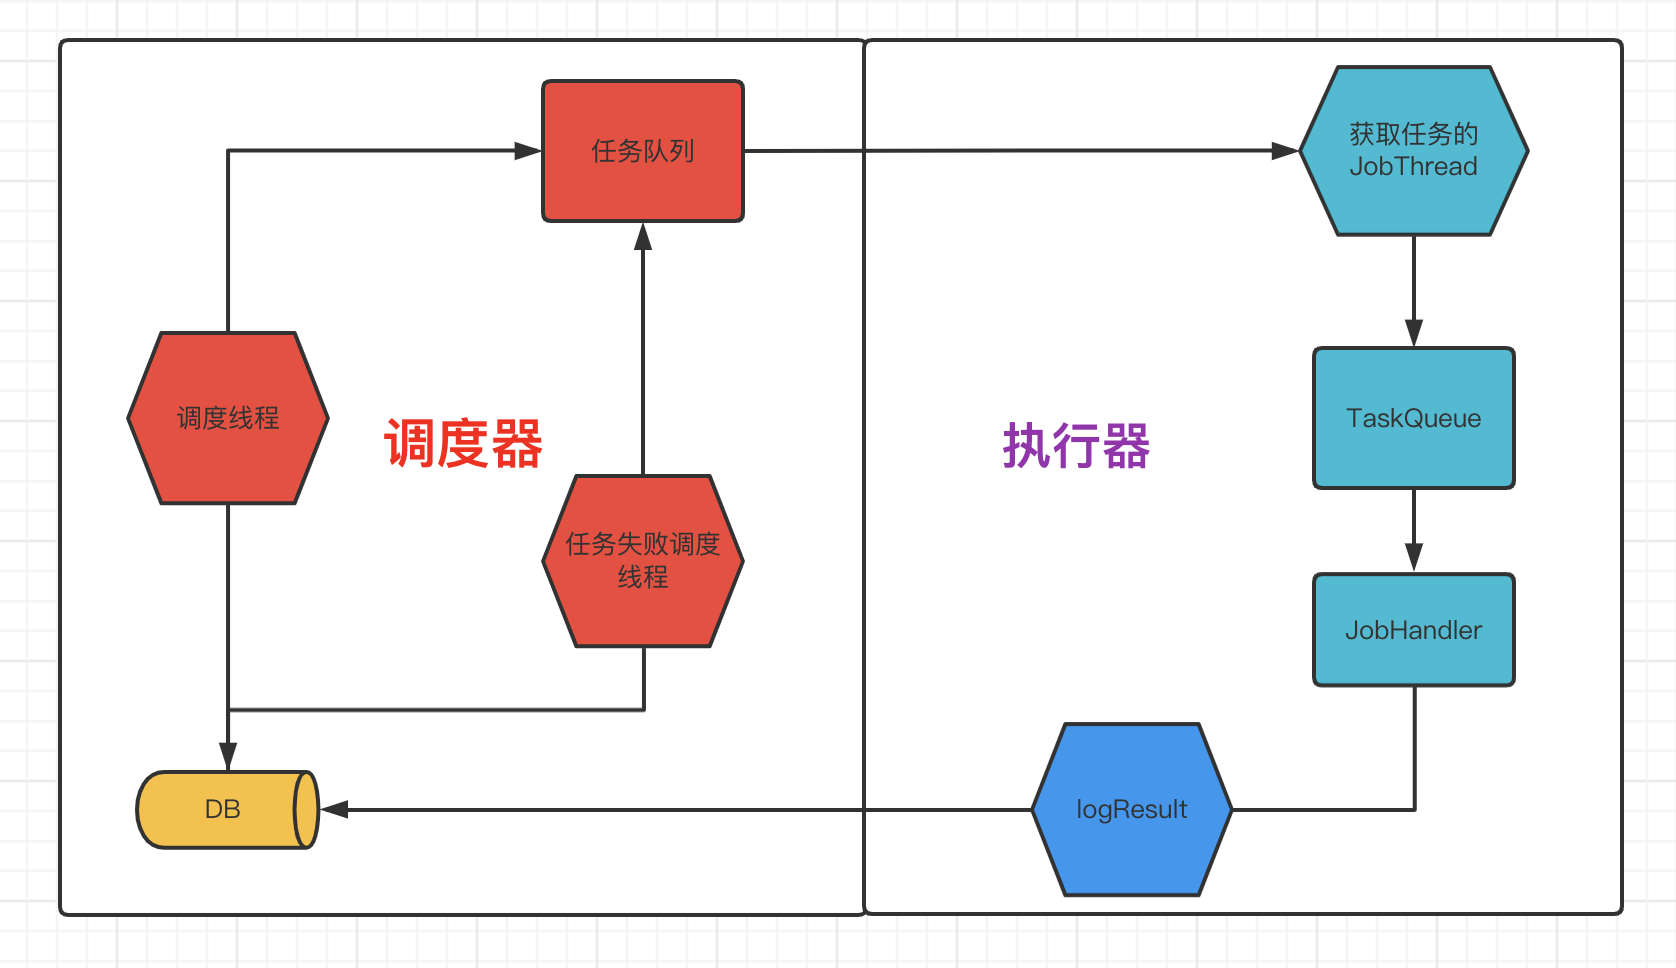 任务队列
获取任务的
JobThread
调度线程
调度器
执行器
TaskQueue
任务失败调度
线程
JobHandler
DB
logResult